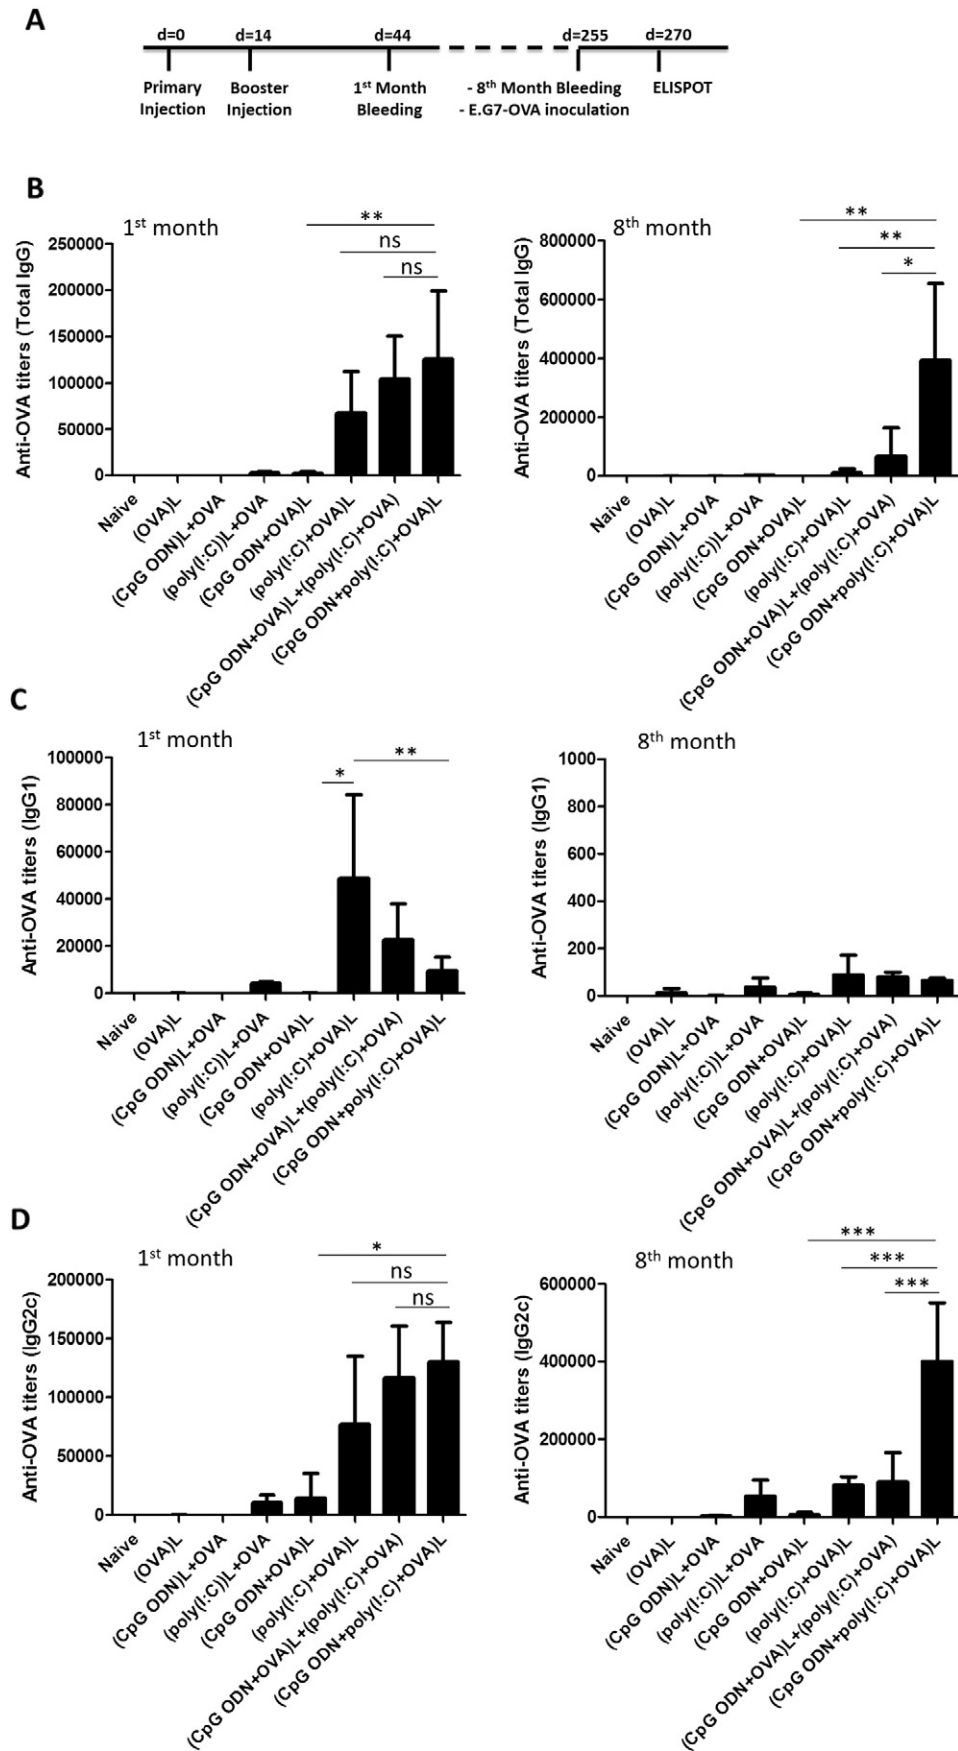 A
d=0 d=14 d=44 d=255 d=270
Primary Injection
Booster Injection
1st Month Bleeding
- 8th Month Bleeding
- E.G7-OVA inoculation
ELISPOT
B
1st month
**
ns
ns
Anti-OVA titers (Total IgG)
250000
200000
150000
100000
50000
0
Naive
(OVA)L
(CpG ODN)L+OVA
(poly(I:C))L+OVA
(CpG ODN+OVA)L
(poly(I:C)+OVA)L
(CpG ODN+OVA)L+(poly(I:C)+OVA)
(CpG ODN+poly(I:C)+OVA)L
8th month
**
**
*
Anti-OVA titers (Total IgG)
800000
600000
400000
200000
0
Naive
(OVA)L
(CpG ODN)L+OVA
(poly(I:C))L+OVA
(CpG ODN+OVA)L
(poly(I:C)+OVA)L
(CpG ODN+OVA)L+(poly(I:C)+OVA)
(CpG ODN+poly(I:C)+OVA)L
C
1st month
**
*
Anti-OVA titers (IgG1)
100000
80000
60000
40000
20000
0
Naive
(OVA)L
(CpG ODN)L+OVA
(poly(I:C))L+OVA
(CpG ODN+OVA)L
(poly(I:C)+OVA)L
(CpG ODN+OVA)L+(poly(I:C)+OVA)
(CpG ODN+poly(I:C)+OVA)L
8th month
Anti-OVA titers (IgG1)
1000
800
600
400
200
0
Naive
(OVA)L
(CpG ODN)L+OVA
(poly(I:C))L+OVA
(CpG ODN+OVA)L
(poly(I:C)+OVA)L
(CpG ODN+OVA)L+(poly(I:C)+OVA)
(CpG ODN+poly(I:C)+OVA)L
D
1st month
*
ns
ns
Anti-OVA titers (IgG2c)
200000
150000
100000
50000
0
Naive
(OVA)L
(CpG ODN)L+OVA
(poly(I:C))L+OVA
(CpG ODN+OVA)L
(poly(I:C)+OVA)L
(CpG ODN+OVA)L+(poly(I:C)+OVA)
(CpG ODN+poly(I:C)+OVA)L
8th month
***
***
***
Anti-OVA titers (IgG2c)
600000
400000
200000
0
Naive
(OVA)L
(CpG ODN)L+OVA
(poly(I:C))L+OVA
(CpG ODN+OVA)L
(poly(I:C)+OVA)L
(CpG ODN+OVA)L+(poly(I:C)+OVA)
(CpG ODN+poly(I:C)+OVA)L